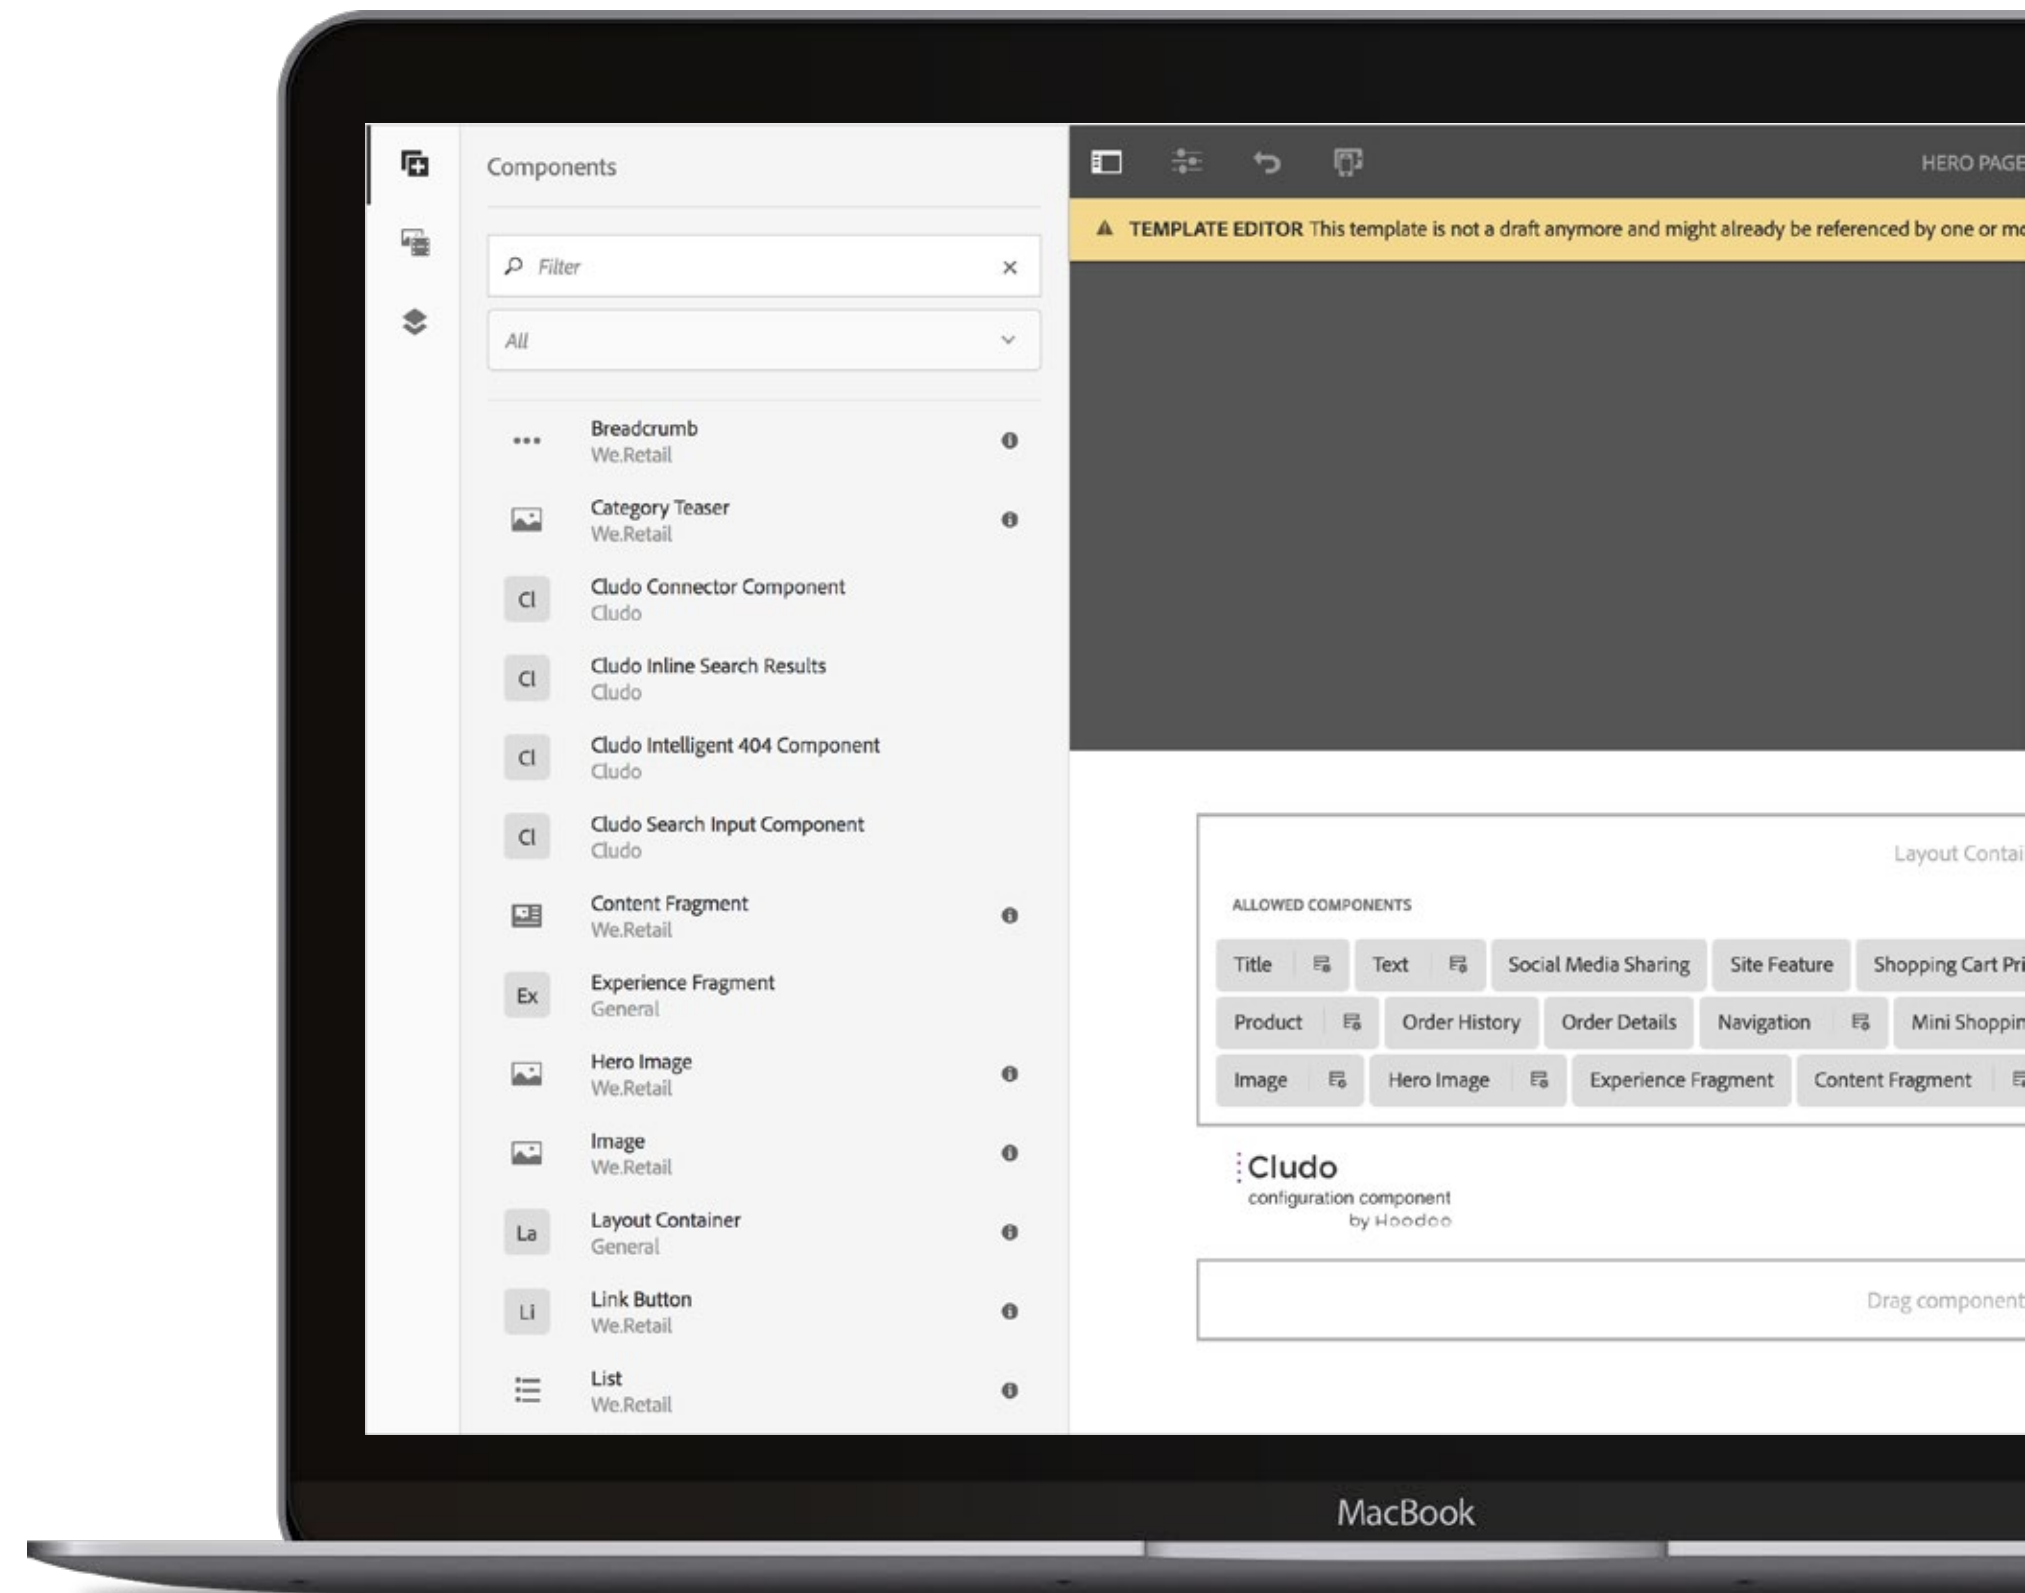 Components
Filter
All
Breadcrumb
We.Retail
Category Teaser
We.Retail
Cl
Cludo Connector Component
Cludo
Cl
Cludo Inline Search Results
Cludo
Cl
Cludo Intelligent 404 Component
Cludo
Cl
Cludo Search Input Component
Cludo
Content Fragment
We.Retail
Ex
Experience Fragment
General
Hero Image
We.Retail
Image
We.Retail
La
Layout Container
General
Li
Link Button
We.Retail
List
We.Retail
HERO PAGE
TEMPLATE EDITOR This template is not a draft anymore and might already be referenced by one or mo
Layout Contai
ALLOWED COMPONENTS
Title Text Social Media Sharing Site Feature Shopping Cart Pri
Product Order History Order Details Navigation Mini Shoppin
Image Hero Image Experience Fragment Content Fragment
Cludo
configuration component
by Hoodoo
Drag component
MacBook